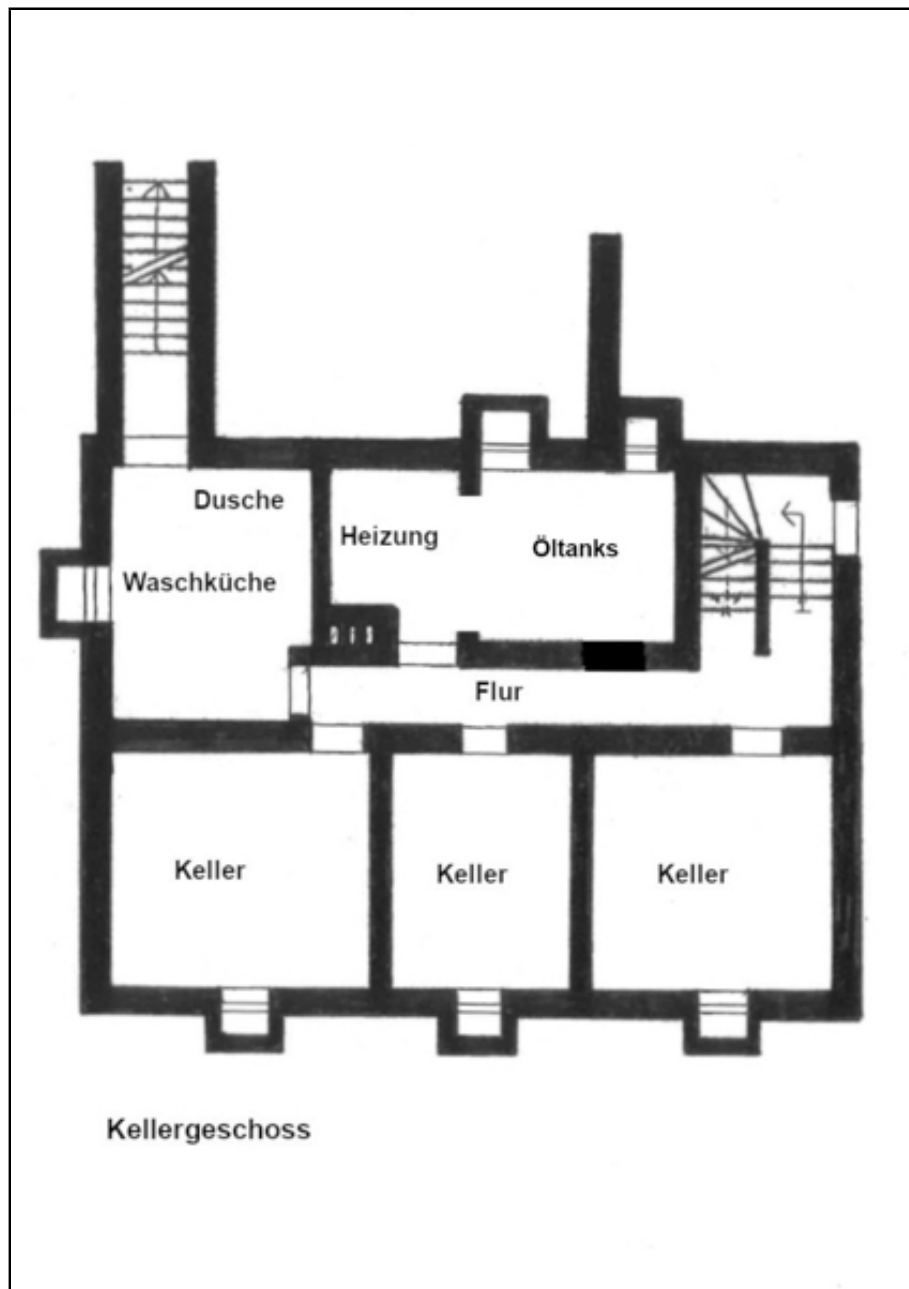 Dusche
Heizung
Öltanks
Waschküche
Flur
Keller
Keller
Keller
Kellergeschoss